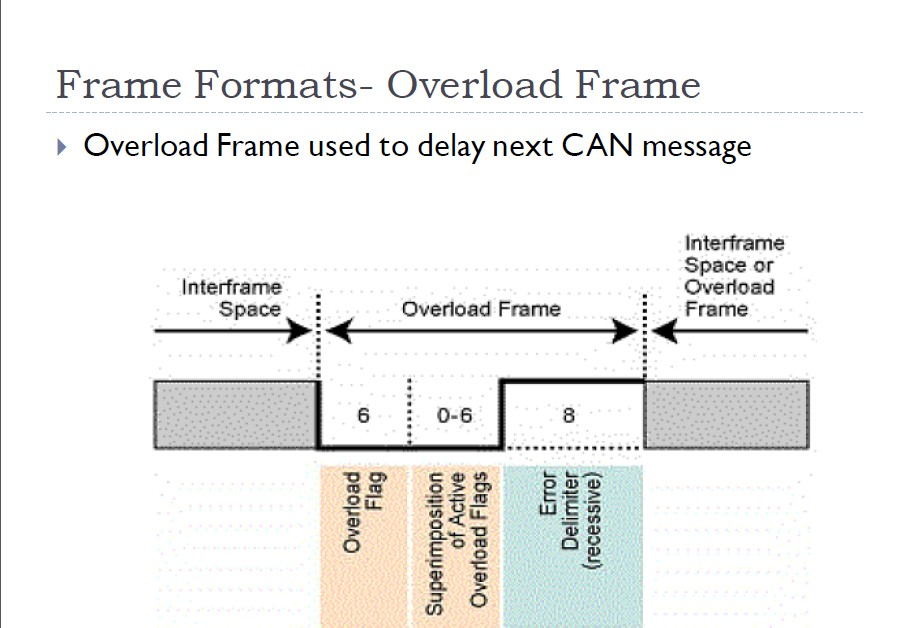 Frame Formats- Overload Frame
Overload Frame used to delay next CAN message
Interframe
Space
Overload Frame
Interframe
Space or
Overload
Frame
6
0-6
8
Overload
Flag
Superimposition
of Active
Overload Flags
Error
Delimiter
(recessive)